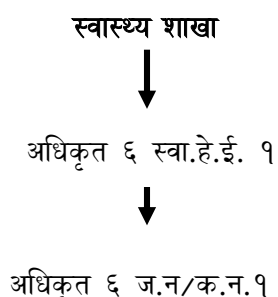 स्वास्थ्य शाखा
अधिकृत ६ स्वा.हे.ई. १
अधिकृत ६ ज.न/क.न.१